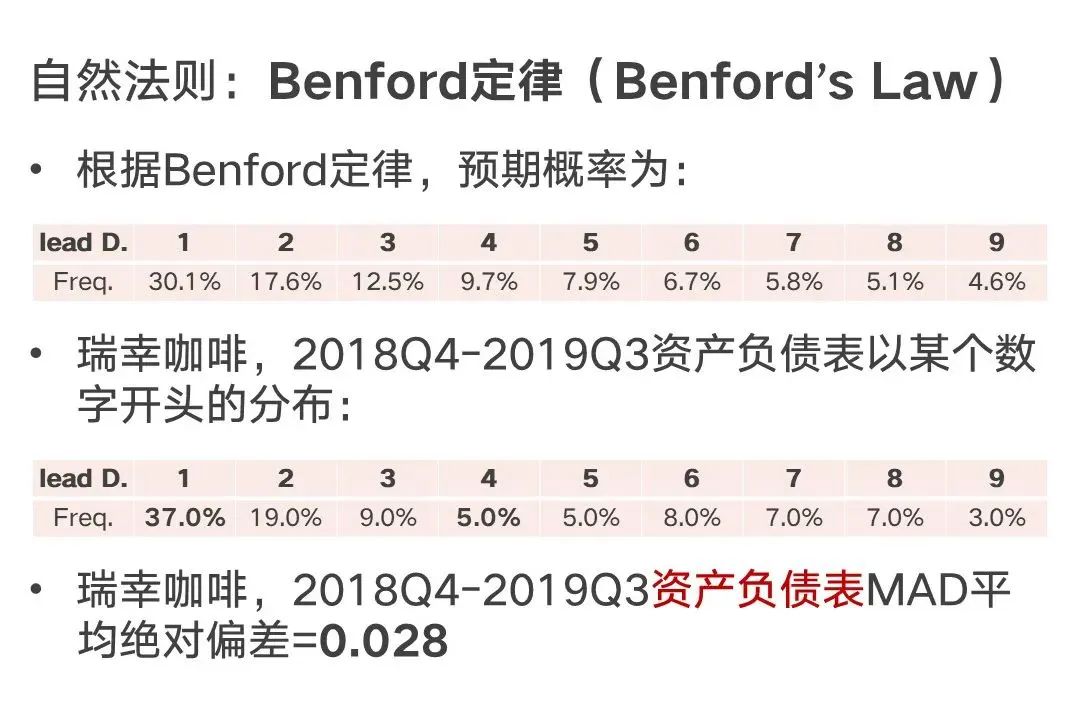 自然法则：Benford定律（Benford’s Law）
• 根据Benford定律，预期概率为：
lead D. 1 2 3 4 5 6 7 8 9
Freq. 30.1% 17.6% 12.5% 9.7% 7.9% 6.7% 5.8% 5.1% 4.6%
• 瑞幸咖啡，2018Q4-2019Q3资产负债表以某个数
字开头的分布：
lead D. 1 2 3 4 5 6 7 8 9
Freq. 37.0% 19.0% 9.0% 5.0% 5.0% 8.0% 7.0% 7.0% 3.0%
• 瑞幸咖啡，2018Q4-2019Q3资产负债表MAD平
均绝对偏差=0.028